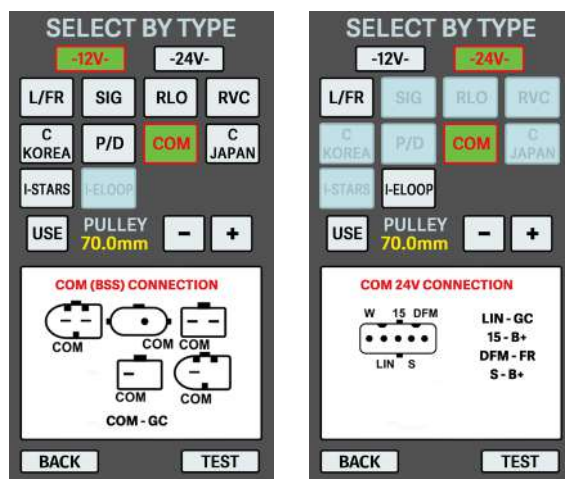 SELECT BY TYPE
-12V- -24V-
L/FR SIG RLO RVC
C KOREA P/D COM C JAPAN
I-STARS I-ELOOP
USE PULLEY 70.0mm - +
COM (BSS) CONNECTION
COM COM COM
COM COM
COM - GC
BACK TEST
SELECT BY TYPE
-12V- -24V-
L/FR SIG RLO RVC
C KOREA P/D COM C JAPAN
I-STARS I-ELOOP
USE PULLEY 70.0mm - +
COM 24V CONNECTION
W 15 DFM
LIN S
LIN - GC
15 - B+
DFM - FR
S - B+
BACK TEST